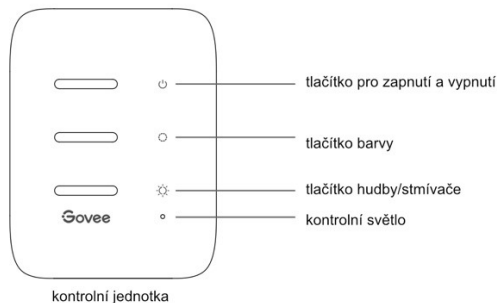 tlačítko pro zapnutí a vypnutí
tlačítko barvy
tlačítko hudby/stmívače
Govee
kontrolní světlo
kontrolní jednotka